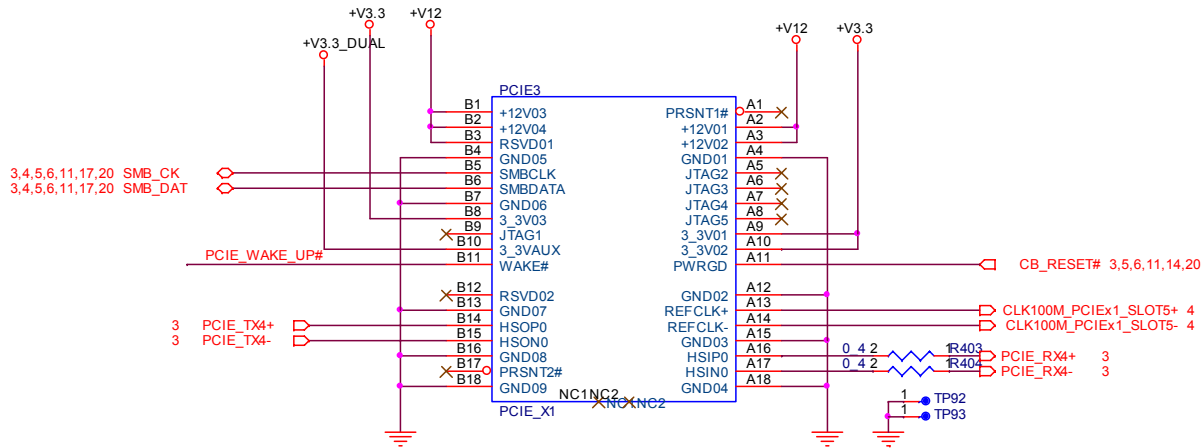 +V3.3 +V12 +V12 +V3.3
+V3.3_DUAL
PCIE3
B1 +12V03 PRSNT1# A1
B2 +12V04 +12V01 A2
B3 RSVD01 +12V02 A3
B4 GND05 GND01 A4
3,4,5,6,11,17,20 SMB_CK B5 SMBCLK JTAG2 A5
3,4,5,6,11,17,20 SMB_DAT B6 SMBDATA JTAG3 A6
B7 GND06 JTAG4 A7
B8 3_3V03 JTAG5 A8
B9 JTAG1 3_3V01 A9
B10 3_3VAUX 3_3V02 A10
PCIE_WAKE_UP# B11 WAKE# PWRGD A11 CB_RESET# 3,5,6,11,14,20
B12 RSVD02 GND02 A12
B13 GND07 REFCLK+ A13 CLK100M_PCIEx1_SLOT5+ 4
3 PCIE_TX4+ B14 HSOP0 REFCLK- A14 CLK100M_PCIEx1_SLOT5- 4
3 PCIE_TX4- B15 HSON0 GND03 A15
B16 GND08 HSIP0 A16 0_4 2 1 R403 PCIE_RX4+ 3
B17 PRSNT2# HSIN0 A17 0_4 2 1 R404 PCIE_RX4- 3
B18 GND09 GND04 A18
NC1 NC2
NC1 NC2
PCIE_X1
1 TP92
1 TP93